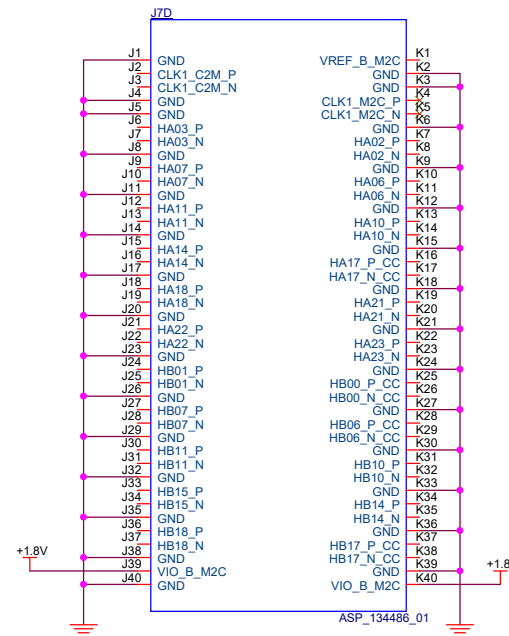 J7D
J1 GND VREF_B_M2C K1
J2 CLK1_C2M_P GND K2
J3 CLK1_C2M_N GND K3
J4 GND CLK1_M2C_P K4
J5 GND CLK1_M2C_N K5
J6 HA03_P GND K6
J7 HA03_N HA02_P K7
J8 GND HA02_N K8
J9 HA07_P GND K9
J10 HA07_N HA06_P K10
J11 GND HA06_N K11
J12 HA11_P GND K12
J13 HA11_N HA10_P K13
J14 GND HA10_N K14
J15 HA14_P GND K15
J16 HA14_N HA17_P_CC K16
J17 GND HA17_N_CC K17
J18 HA18_P GND K18
J19 HA18_N HA21_P K19
J20 GND HA21_N K20
J21 HA22_P GND K21
J22 HA22_N HA23_P K22
J23 GND HA23_N K23
J24 HB01_P GND K24
J25 HB01_N HB00_P_CC K25
J26 GND HB00_N_CC K26
J27 HB07_P GND K27
J28 HB07_N HB06_P_CC K28
J29 GND HB06_N_CC K29
J30 HB11_P GND K30
J31 HB11_N HB10_P K31
J32 GND HB10_N K32
J33 HB15_P GND K33
J34 HB15_N HB14_P K34
J35 GND HB14_N K35
J36 HB18_P GND K36
J37 HB18_N HB17_P_CC K37
+1.8V J38 GND HB17_N_CC K38
J39 VIO_B_M2C GND K39 +1.8
J40 GND VIO_B_M2C K40
ASP_134486_01